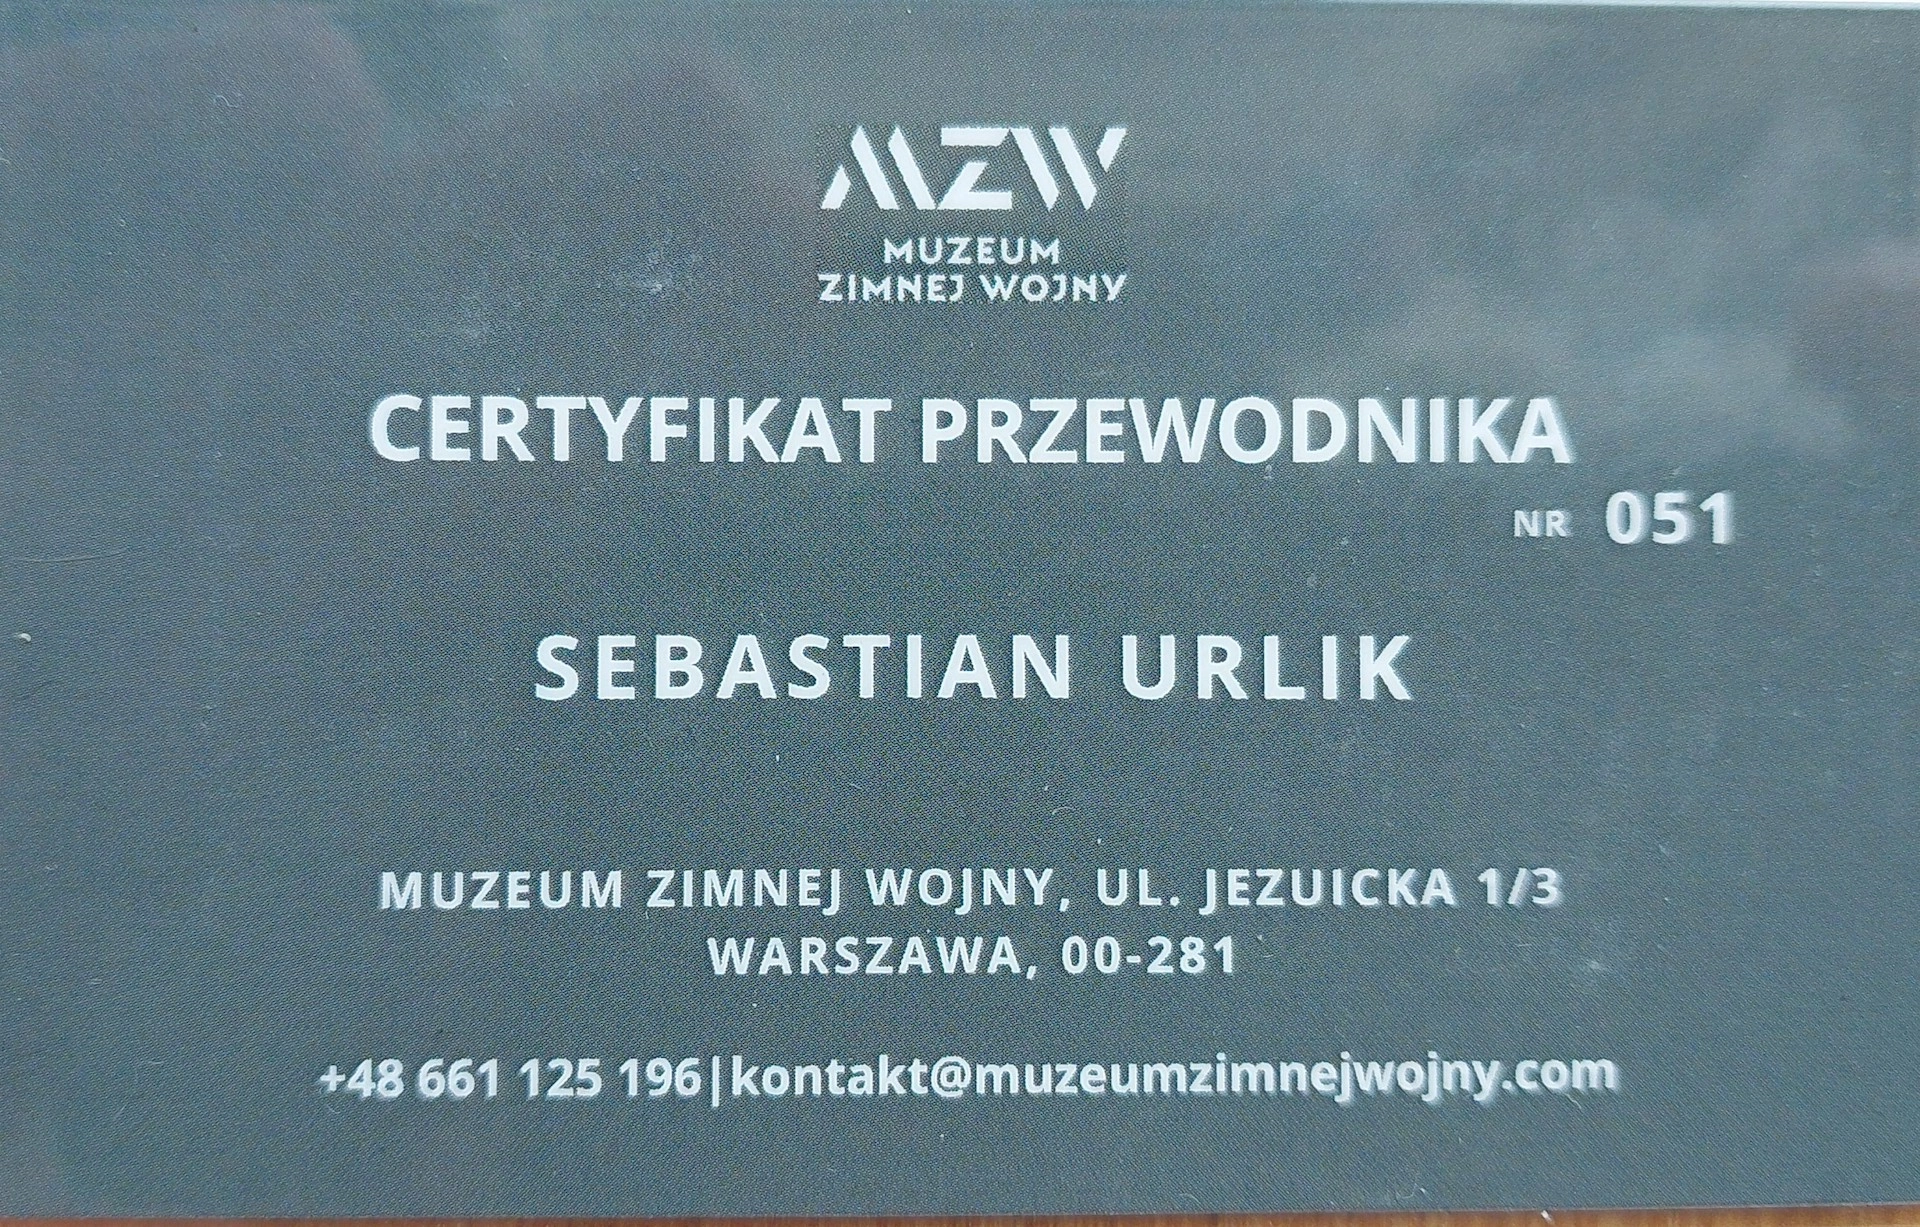 MZW
MUZEUM
ZIMNEJ WOJNY
CERTYFIKAT PRZEWODNIKA
NR 051
SEBASTIAN URLIK
MUZEUM ZIMNEJ WOJNY, UL. JEZUICKA 1/3
WARSZAWA, 00-281
+48 661 125 196|kontakt@muzeumzimnejwojny.com